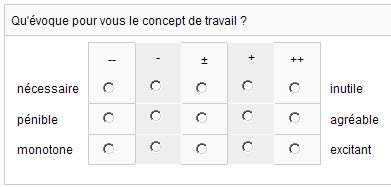 Qu'évoque pour vous le concept de travail ?
-- - ± + ++
nécessaire inutile
pénible agréable
monotone excitant